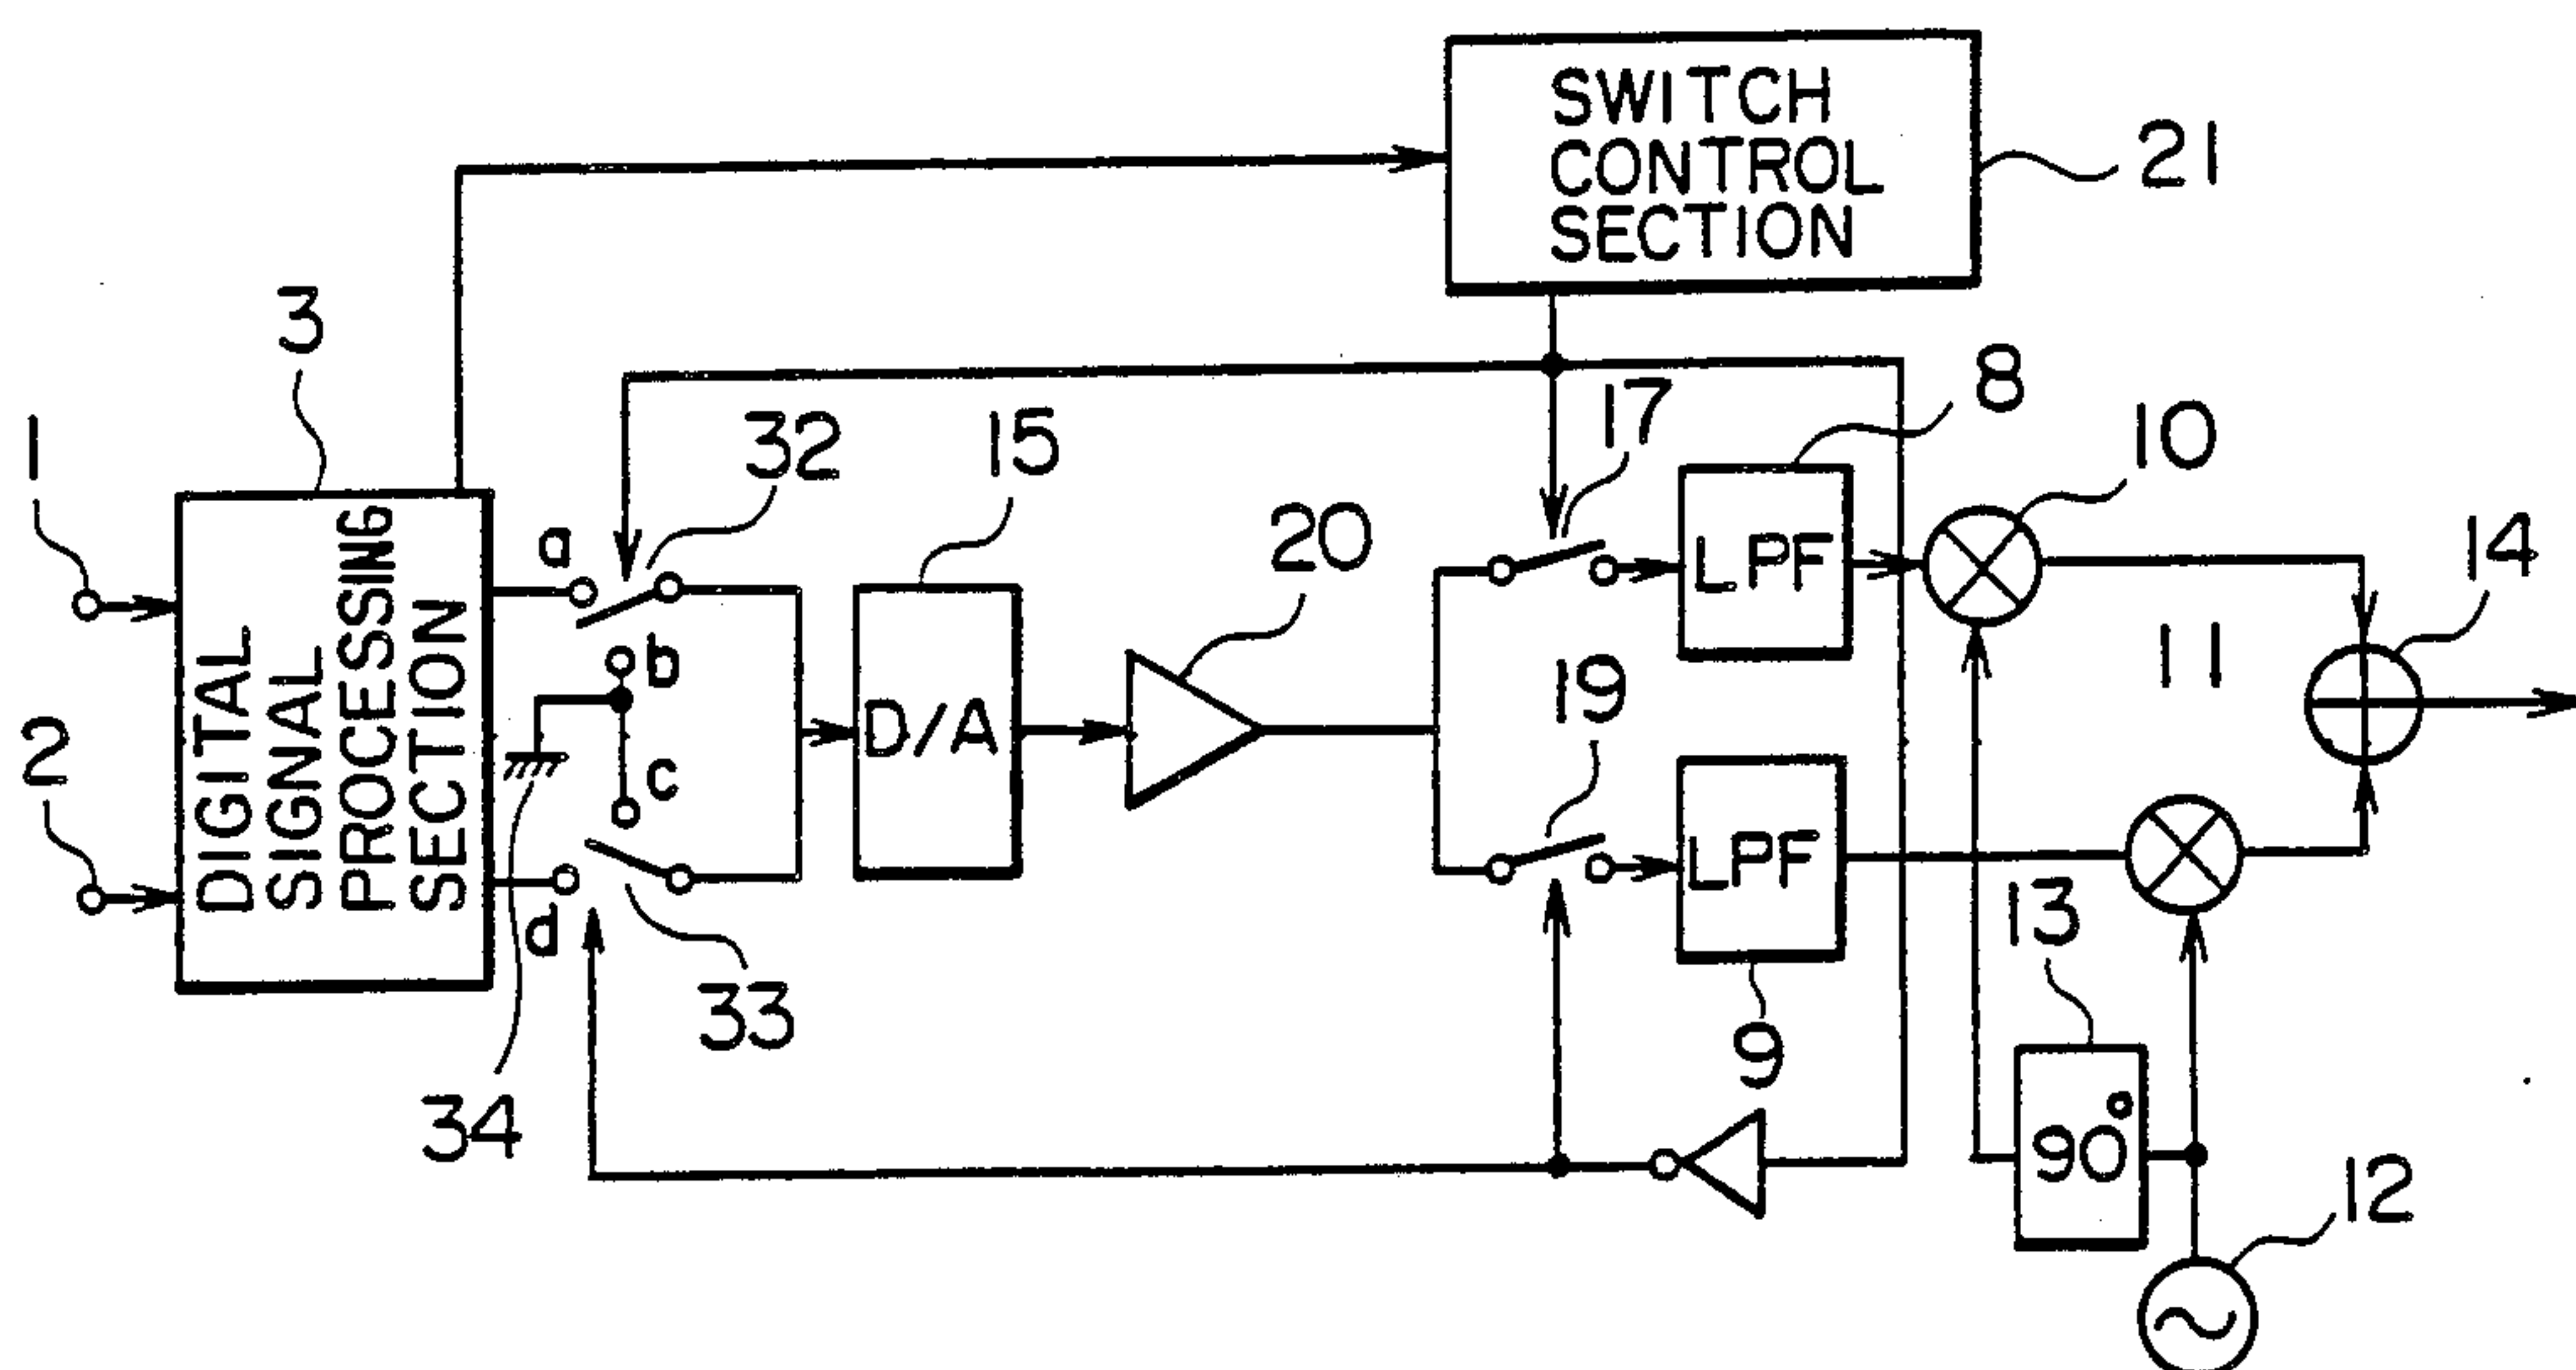 SWITCH
CONTROL
SECTION
21
3
8
17
10
32
15
1
20
14
a
LPF
b
11
19
D/A
2
c
LPF
13
d
33
9
34
90°
12
DIGITAL
SIGNAL
PROCESSING
SECTION